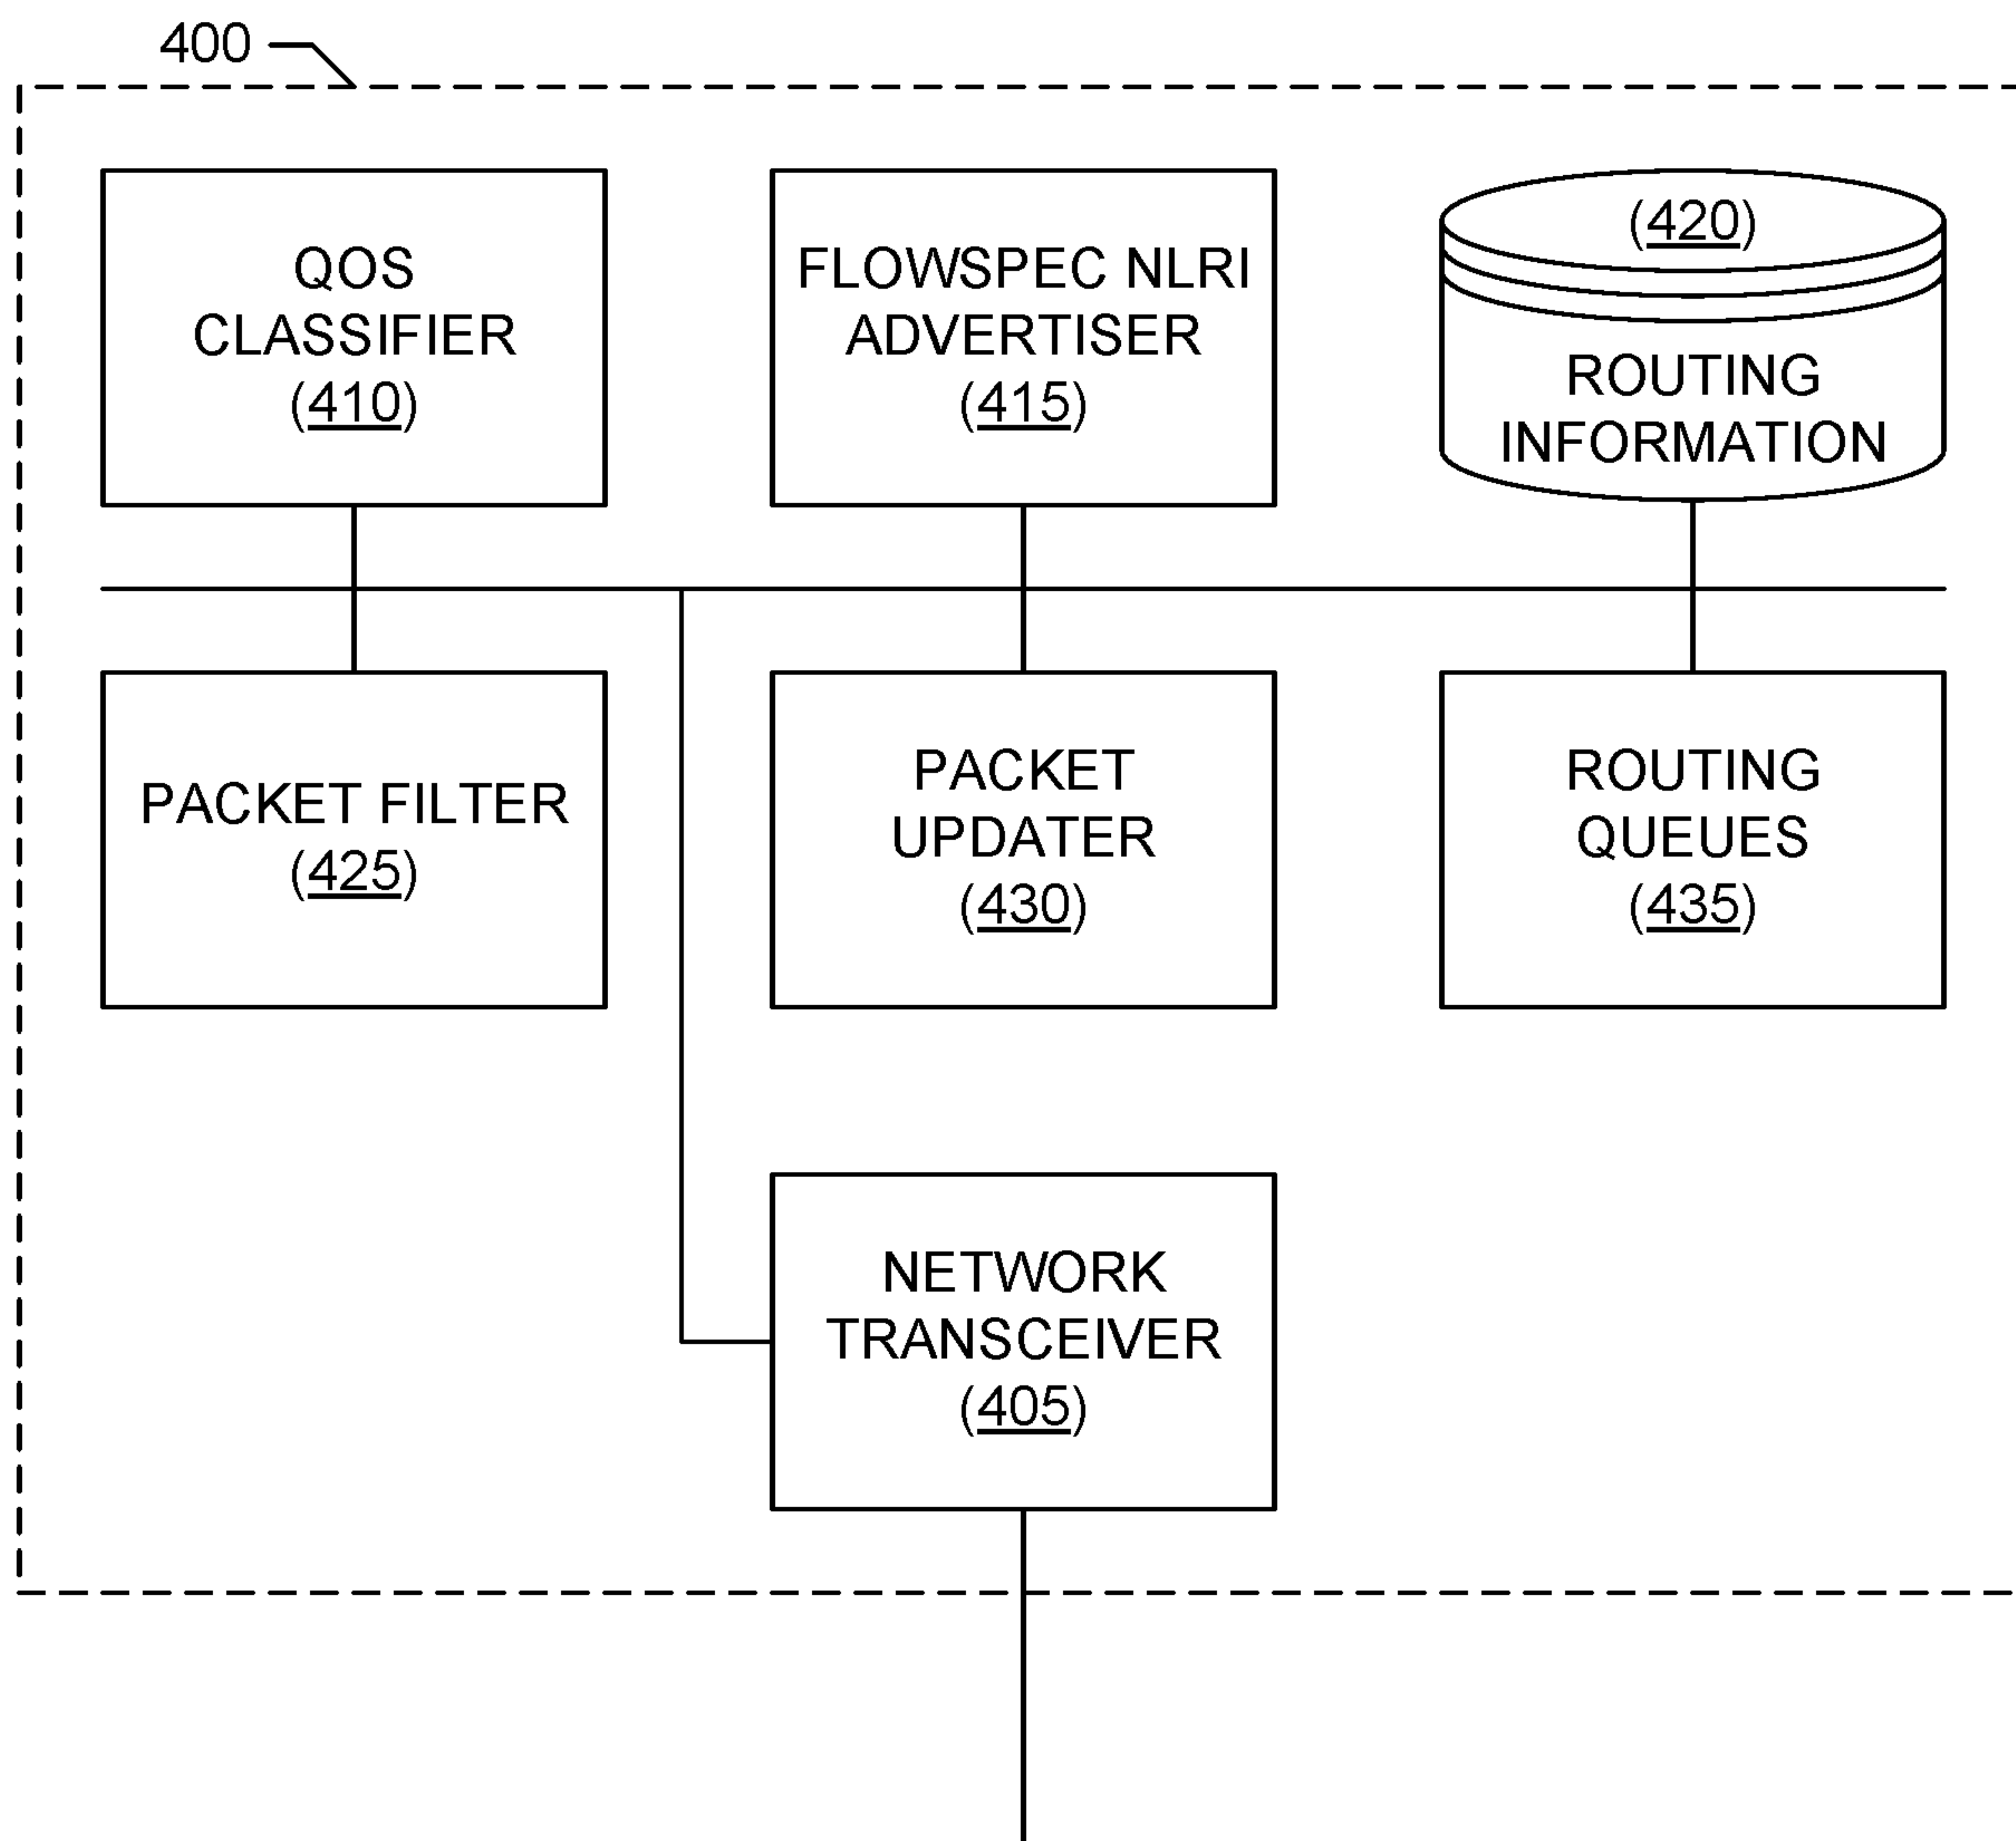 400
QOS
CLASSIFIER
(410)
FLOWSPEC NLRI
ADVERTISER
(415)
(420)
ROUTING
INFORMATION
PACKET FILTER
(425)
PACKET
UPDATER
(430)
ROUTING
QUEUES
(435)
NETWORK
TRANSCEIVER
(405)